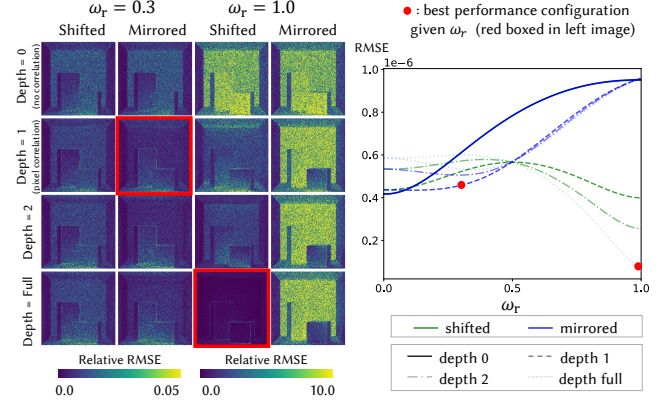 ωr = 0.3 ωr = 1.0
Shifted Mirrored Shifted Mirrored
Depth = 0
(no correlation)
Depth = 1
(pixel correlation)
Depth = 2
Depth = Full
Relative RMSE Relative RMSE
0.0 0.05 0.0 10.0
: best performance configuration
given ωr (red boxed in left image)
RMSE
1e−6
1.0
0.8
0.6
0.4
0.2
0.0 0.5 1.0
ωr
shifted mirrored
depth 0 depth 1
depth 2 depth full